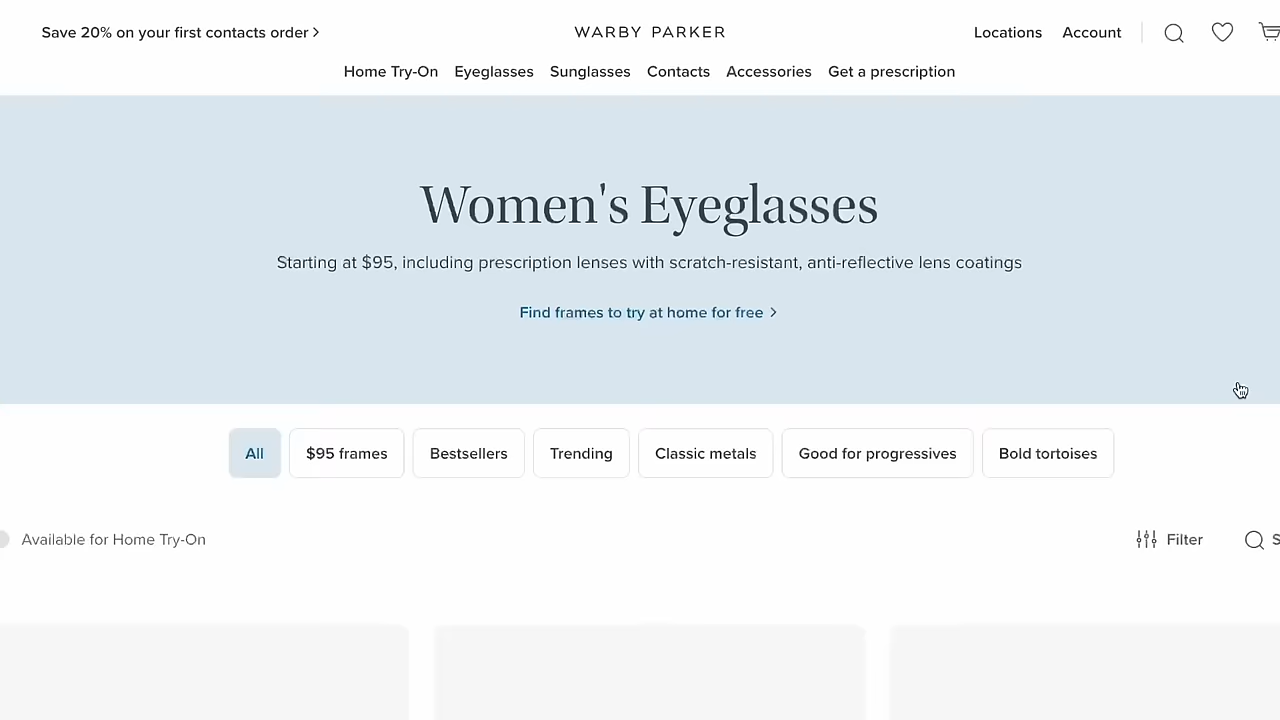 Save 20% on your first contacts order
WARBY PARKER
Locations
Account
Home Try-On
Eyeglasses
Sunglasses
Contacts
Accessories
Get a prescription
Women's Eyeglasses
Starting at $95, including prescription lenses with scratch-resistant, anti-reflective lens coatings
Find frames to try at home for free
All
$95 frames
Bestsellers
Trending
Classic metals
Good for progressives
Bold tortoises
Available for Home Try-On
Filter